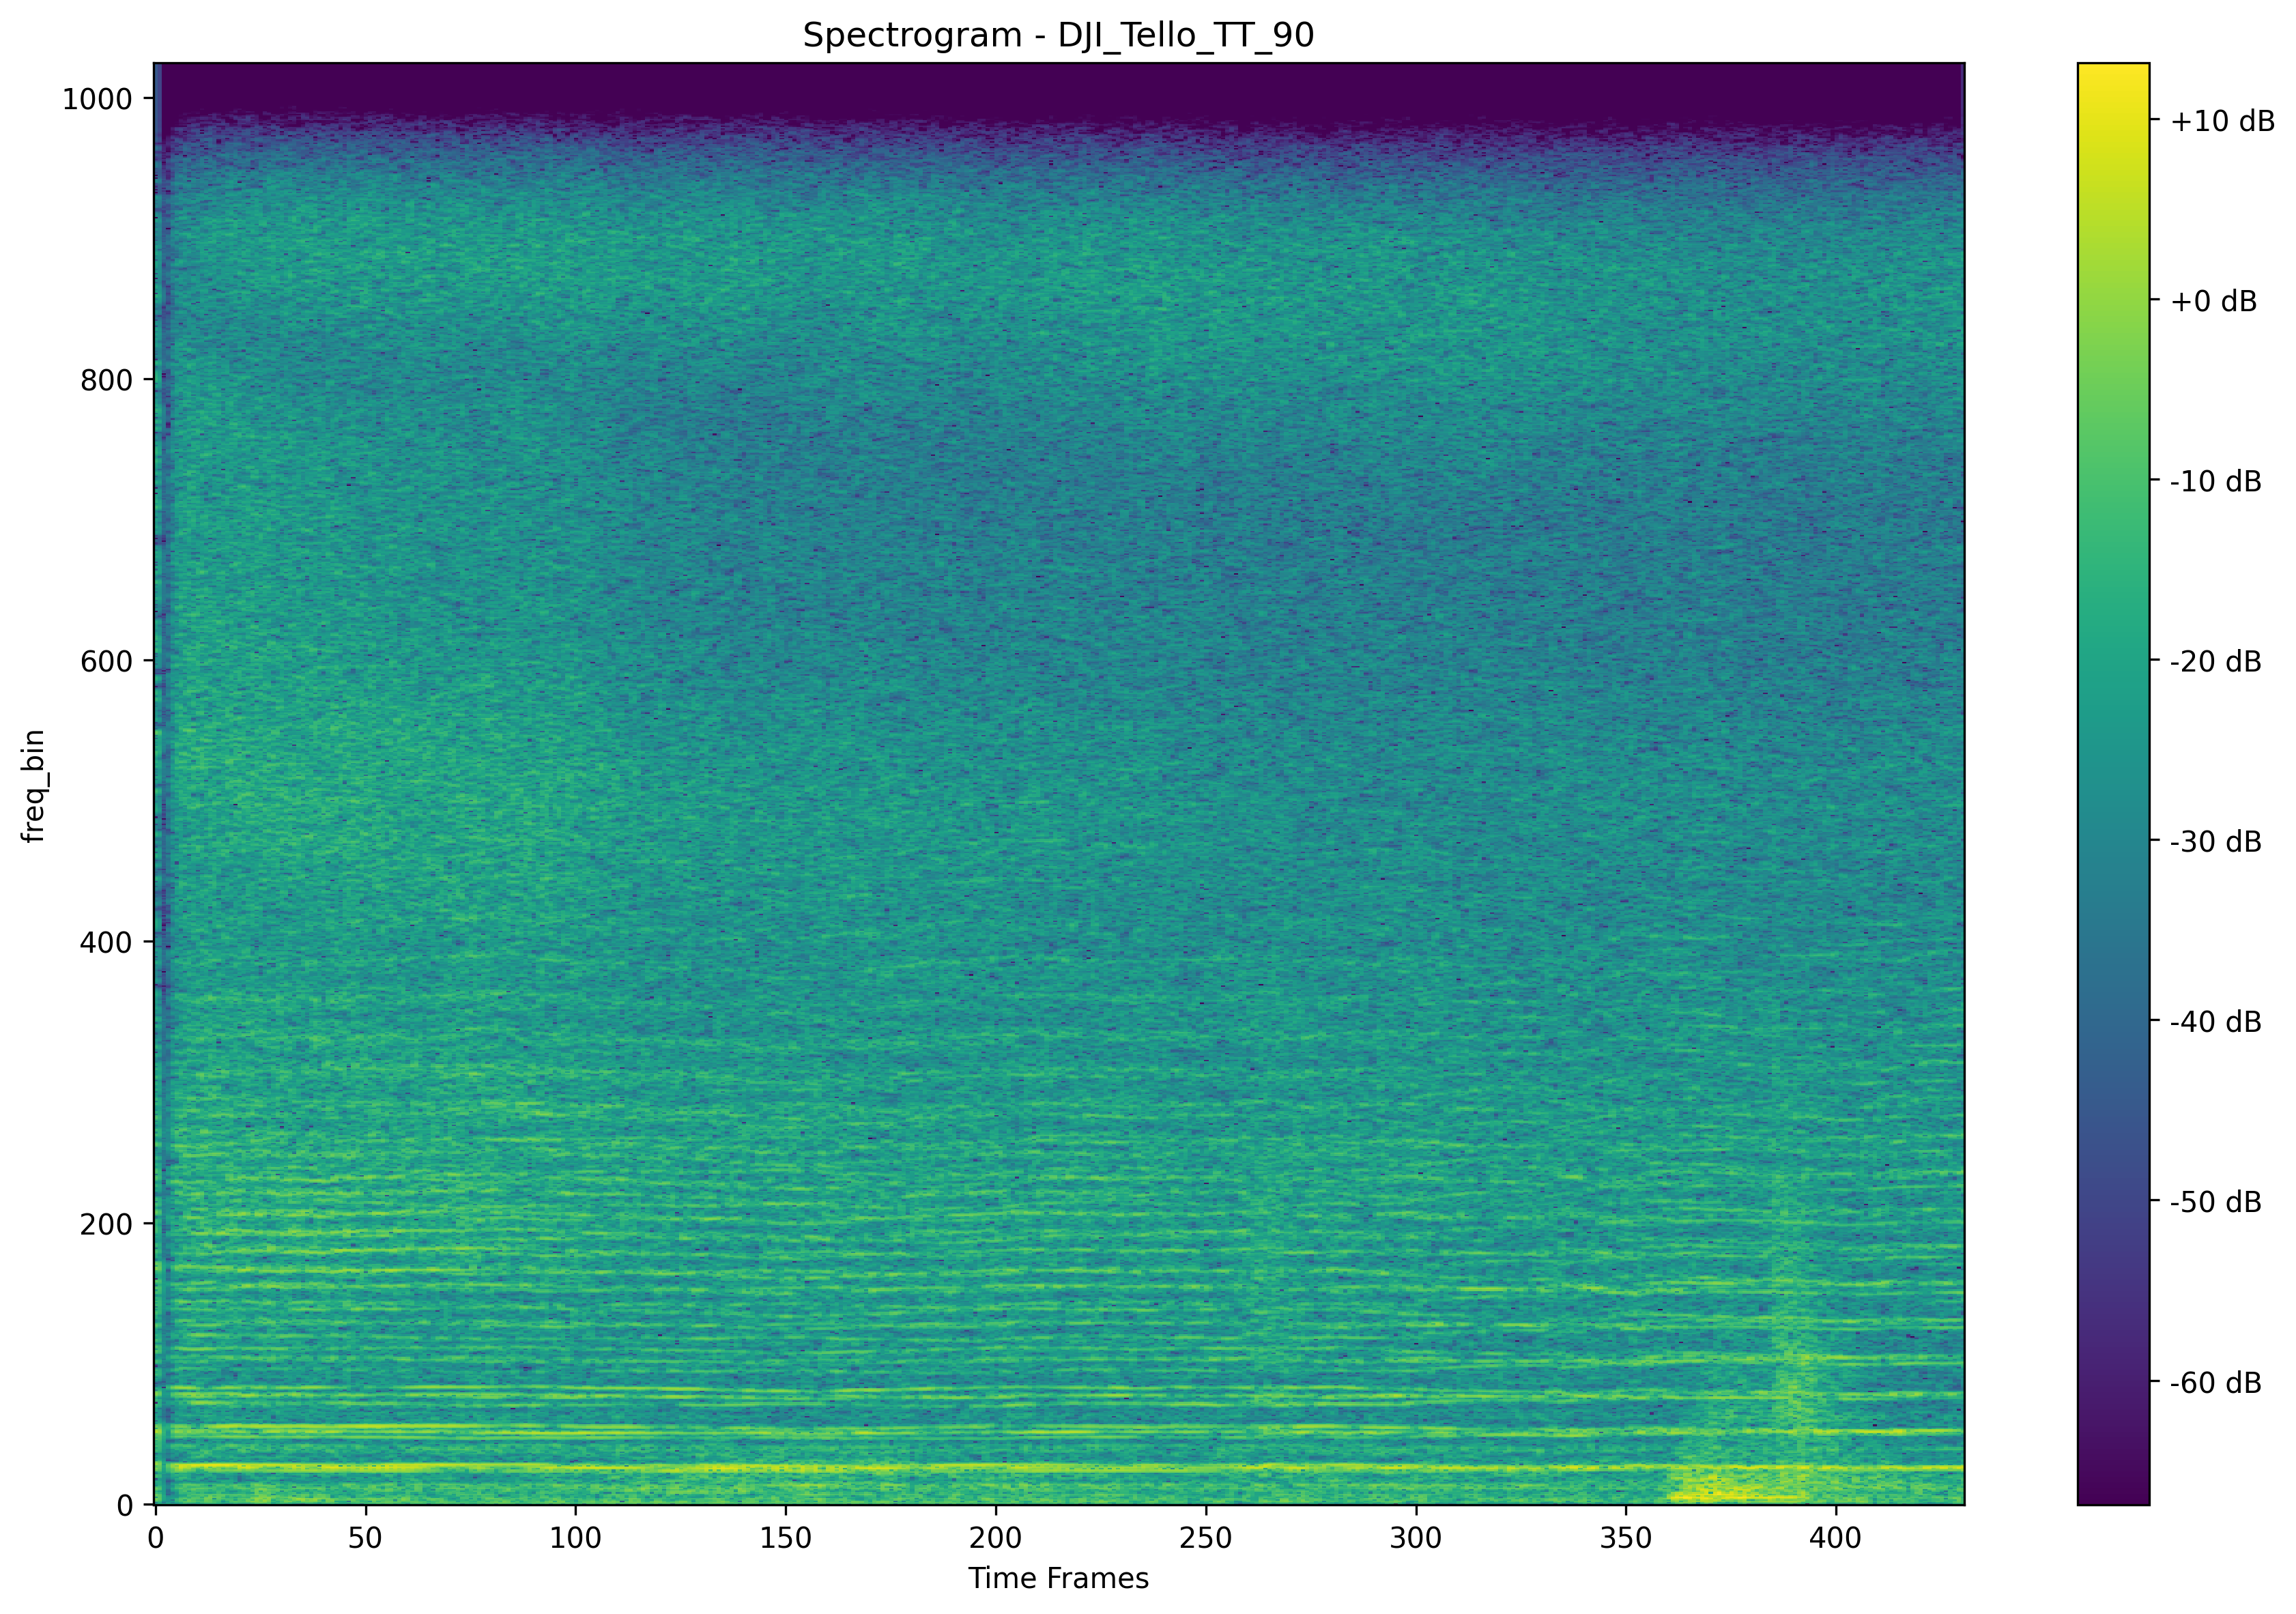 Spectrogram - DJI_Tello_TT_90
1000
800
600
400
200
0
freq_bin
0 50 100 150 200 250 300 350 400
Time Frames
+10 dB
+0 dB
-10 dB
-20 dB
-30 dB
-40 dB
-50 dB
-60 dB